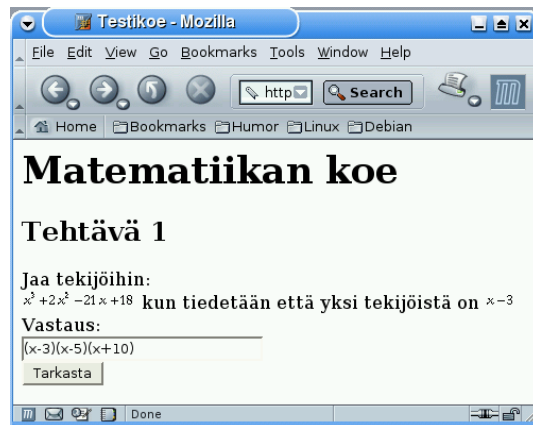 Testikoe - Mozilla
File Edit View Go Bookmarks Tools Window Help
http Search
Home Bookmarks Humor Linux Debian
Matematiikan koe
Tehtävä 1
Jaa tekijöihin:
x³+2x²−21x+18 kun tiedetään että yksi tekijöistä on x−3
Vastaus:
(x-3)(x-5)(x+10)
Tarkasta
Done